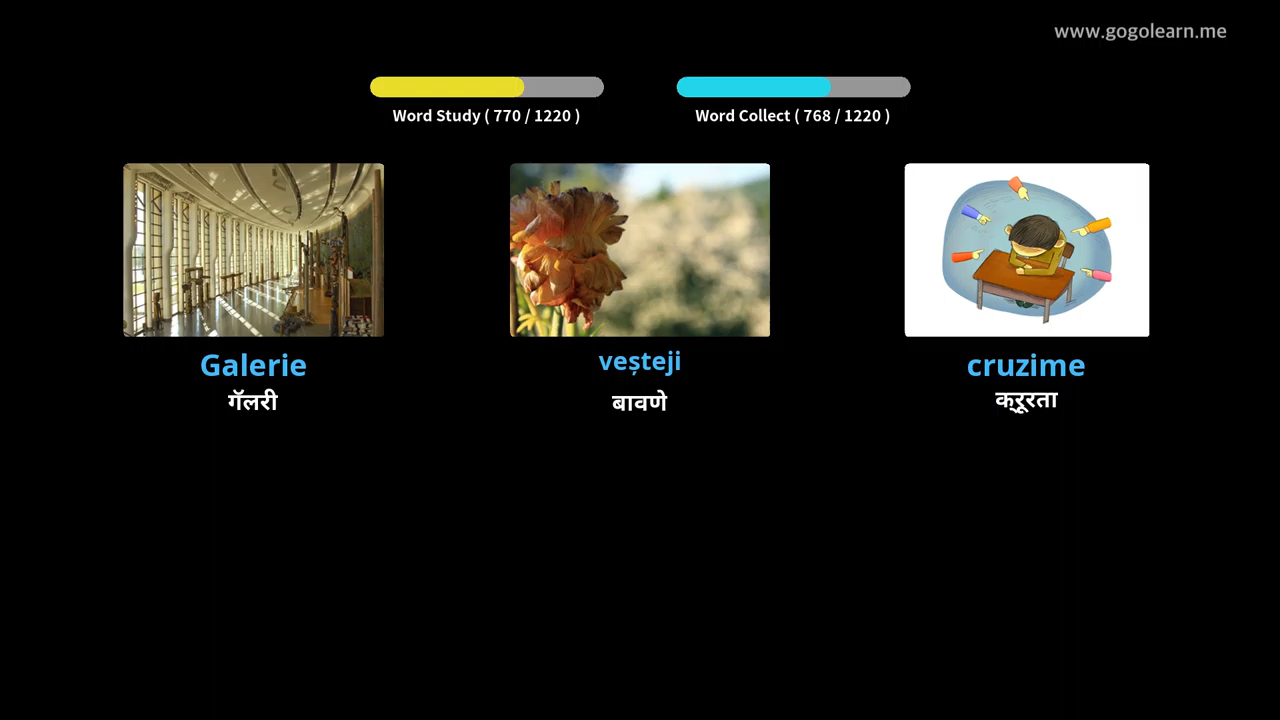 www.gogolearn.me
Word Study ( 770 / 1220 )
Word Collect ( 768 / 1220 )
Galerie
गॅलरी
veșteji
बावणे
cruzime
क्रूरता